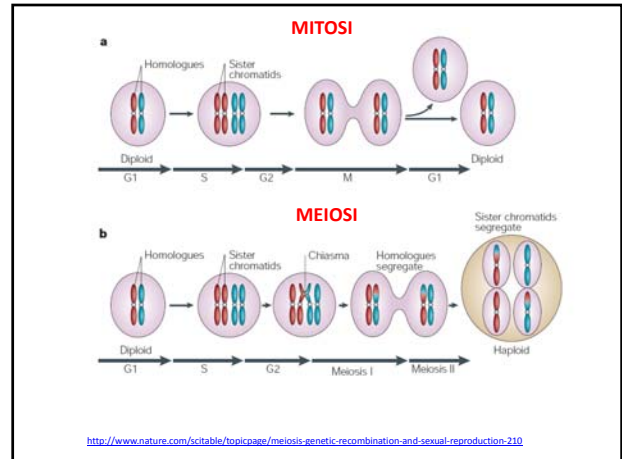 MITOSI
a
Homologues
Sister
chromatids
Diploid
Diploid
G1 S G2 M G1
MEIOSI
b
Homologues
Sister
chromatids
Chiasma
Homologues
segregate
Sister chromatids
segregate
Diploid
Haploid
G1 S G2 Meiosis I Meiosis II
http://www.nature.com/scitable/topicpage/meiosis-genetic-recombination-and-sexual-reproduction-210